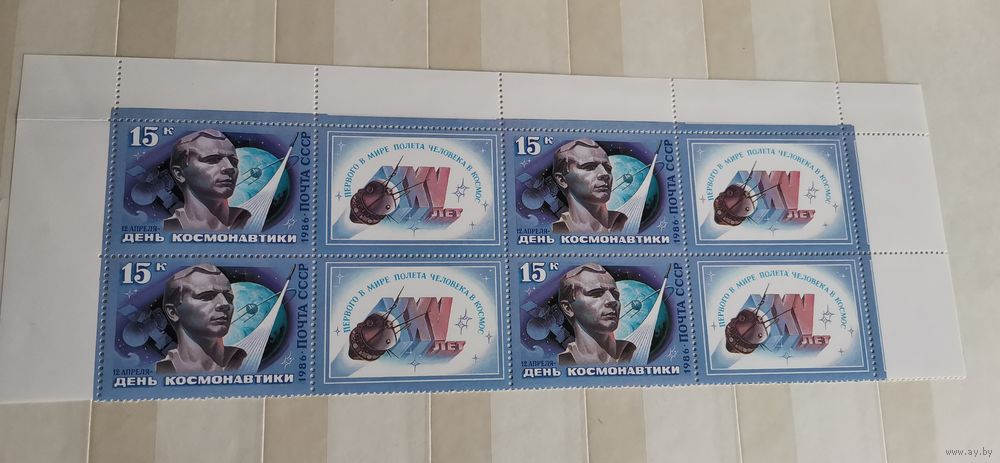 15 к
12 АПРЕЛЯ-
ДЕНЬ КОСМОНАВТИКИ
1986·ПОЧТА СССР
ПЕРВОГО В МИРЕ ПОЛЕТА ЧЕЛОВЕКА В КОСМОС
XXV
ЛЕТ
15 к
12 АПРЕЛЯ-
ДЕНЬ КОСМОНАВТИКИ
1986·ПОЧТА СССР
ПЕРВОГО В МИРЕ ПОЛЕТА ЧЕЛОВЕКА В КОСМОС
XXV
ЛЕТ
15 к
12 АПРЕЛЯ-
ДЕНЬ КОСМОНАВТИКИ
1986·ПОЧТА СССР
ПЕРВОГО В МИРЕ ПОЛЕТА ЧЕЛОВЕКА В КОСМОС
XXV
ЛЕТ
15 к
12 АПРЕЛЯ-
ДЕНЬ КОСМОНАВТИКИ
1986·ПОЧТА СССР
ПЕРВОГО В МИРЕ ПОЛЕТА ЧЕЛОВЕКА В КОСМОС
XXV
ЛЕТ
www.ay.by